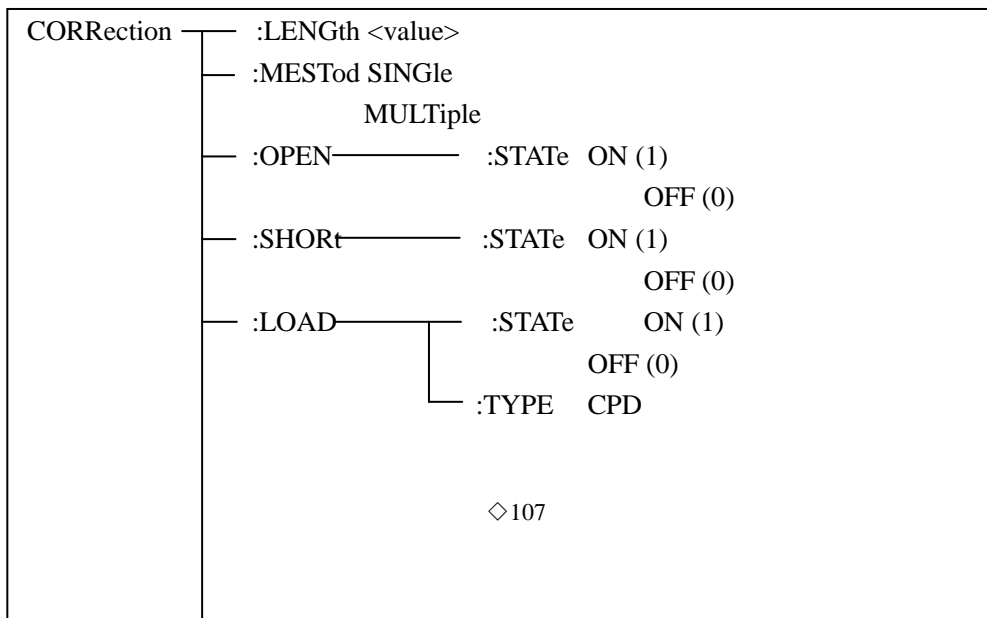 CORRection :LENGth <value>
:MESTod SINGle
MULTiple
:OPEN :STATe ON (1)
OFF (0)
:SHORt :STATe ON (1)
OFF (0)
:LOAD :STATe ON (1)
OFF (0)
:TYPE CPD
◇107